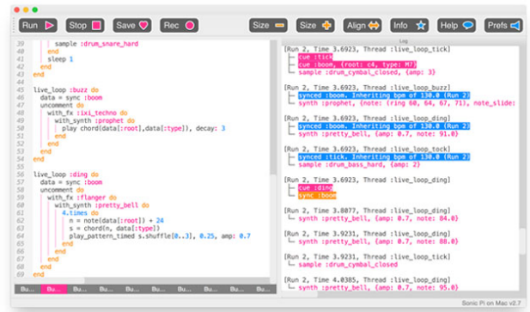 Run
Stop
Save
Rec
Size
Size
Align
Info
Help
Prefs
39 sample :drum_snare_hard
40 end
41 sleep 1
42 end
43 end
44
45 live_loop :buzz do
46 data = sync :boom
47 uncomment do
48 with_fx :ixi_techno do
49 with_synth :prophet do
50 play chord(data[:root],data[:type]), decay: 3
51 end
52 end
53 end
54 end
55
56 live_loop :ding do
57 data = sync :boom
58 uncomment do
59 with_fx :flanger do
60 with_synth :pretty_bell do
61 4.times do
62 n = note(data[:root]) + 24
63 s = chord(n, data[:type])
64 play_pattern_timed s.shuffle[0..3], 0.25, amp: 0.7
65 end
66 end
67 end
68 end
69 end
Bu... Bu... Bu... Bu... Bu... Bu... Bu... Bu... Bu... Bu...
Log
[Run 2, Time 3.6923, Thread :live_loop_tick]
cue :tick
cue :boom, {root: c4, type: M7}
sample :drum_cymbal_closed, {amp: 3}
[Run 2, Time 3.6923, Thread :live_loop_buzz]
synced :boom. Inheriting bpm of 130.0 (Run 2)
synth :prophet, {note: (ring 60, 64, 67, 71), note_slide:
[Run 2, Time 3.6923, Thread :live_loop_ding]
synced :boom. Inheriting bpm of 130.0 (Run 2)
synth :pretty_bell, {amp: 0.7, note: 91.0}
[Run 2, Time 3.6923, Thread :live_loop_tock]
synced :tick. Inheriting bpm of 130.0 (Run 2)
sample :drum_bass_hard, {amp: 2}
[Run 2, Time 3.6923, Thread :live_loop_ding]
cue :ding
sync :boom
[Run 2, Time 3.8077, Thread :live_loop_ding]
synth :pretty_bell, {amp: 0.7, note: 84.0}
[Run 2, Time 3.9231, Thread :live_loop_ding]
synth :pretty_bell, {amp: 0.7, note: 88.0}
[Run 2, Time 3.9231, Thread :live_loop_tick]
sample :drum_cymbal_closed
[Run 2, Time 4.0385, Thread :live_loop_ding]
synth :pretty_bell, {amp: 0.7, note: 95.0}
Sonic Pi on Mac v2.7